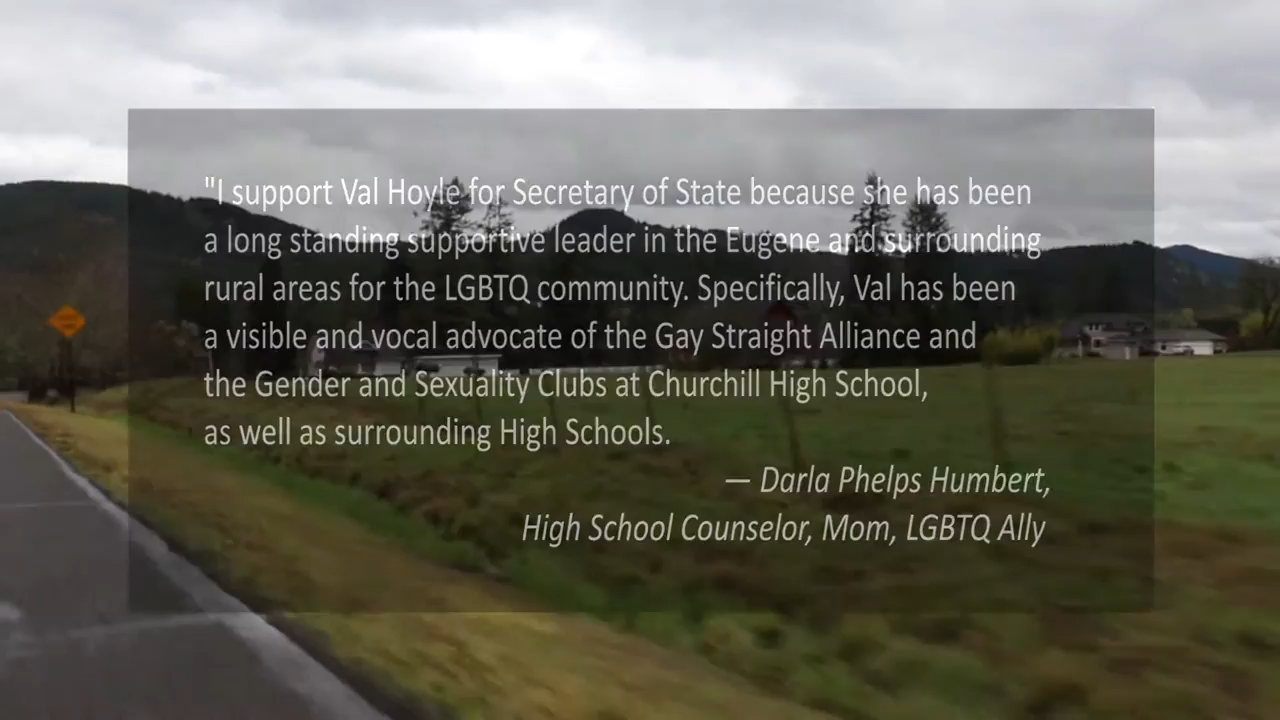 "I support Val Hoyle for Secretary of State because she has been
a long standing supportive leader in the Eugene and surrounding
rural areas for the LGBTQ community. Specifically, Val has been
a visible and vocal advocate of the Gay Straight Alliance and
the Gender and Sexuality Clubs at Churchill High School,
as well as surrounding High Schools.
— Darla Phelps Humbert,
High School Counselor, Mom, LGBTQ Ally